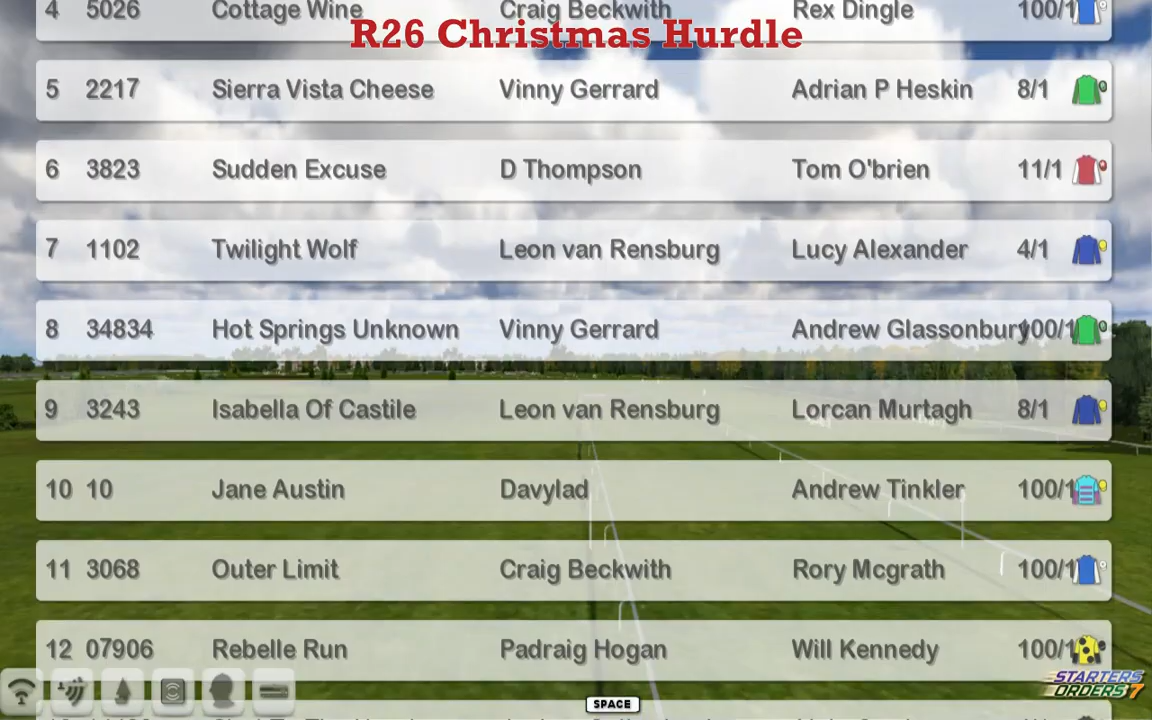 4 5026 Cottage Wine Craig Beckwith Rex Dingle 100/1
R26 Christmas Hurdle
5 2217 Sierra Vista Cheese Vinny Gerrard Adrian P Heskin 8/1
6 3823 Sudden Excuse D Thompson Tom O'brien 11/1
7 1102 Twilight Wolf Leon van Rensburg Lucy Alexander 4/1
8 34834 Hot Springs Unknown Vinny Gerrard Andrew Glassonbury 100/1
9 3243 Isabella Of Castile Leon van Rensburg Lorcan Murtagh 8/1
10 10 Jane Austin Davylad Andrew Tinkler 100/1
11 3068 Outer Limit Craig Beckwith Rory Mcgrath 100/1
12 07906 Rebelle Run Padraig Hogan Will Kennedy 100/1
STARTERS
ORDERS 7
SPACE